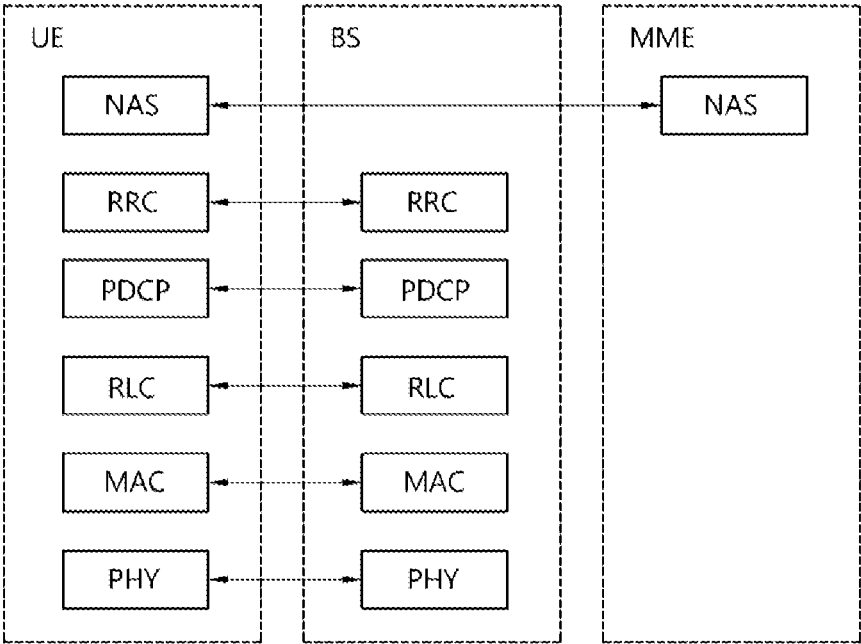 UE BS MME
NAS NAS
RRC RRC
PDCP PDCP
RLC RLC
MAC MAC
PHY PHY